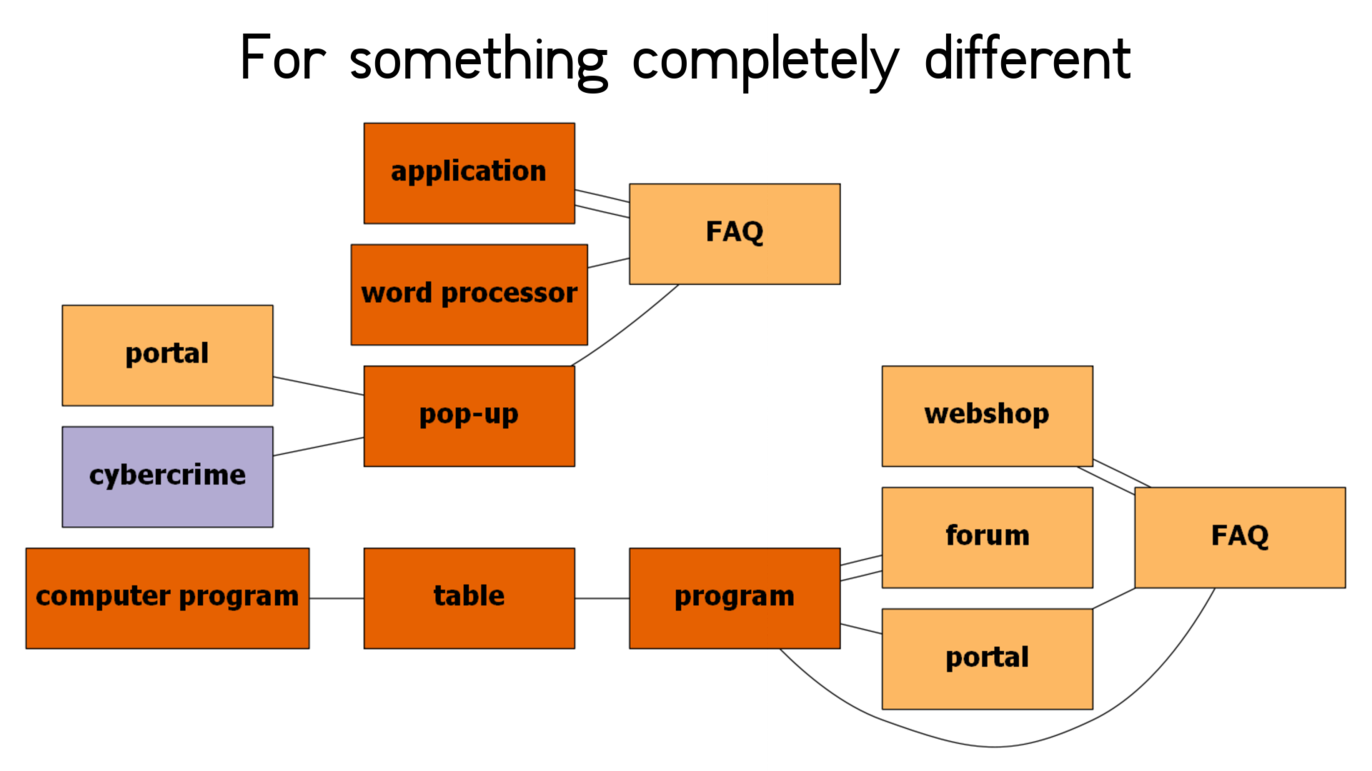 For something completely different
application
FAQ
word processor
portal
pop-up
webshop
cybercrime
forum
FAQ
computer program
table
program
portal